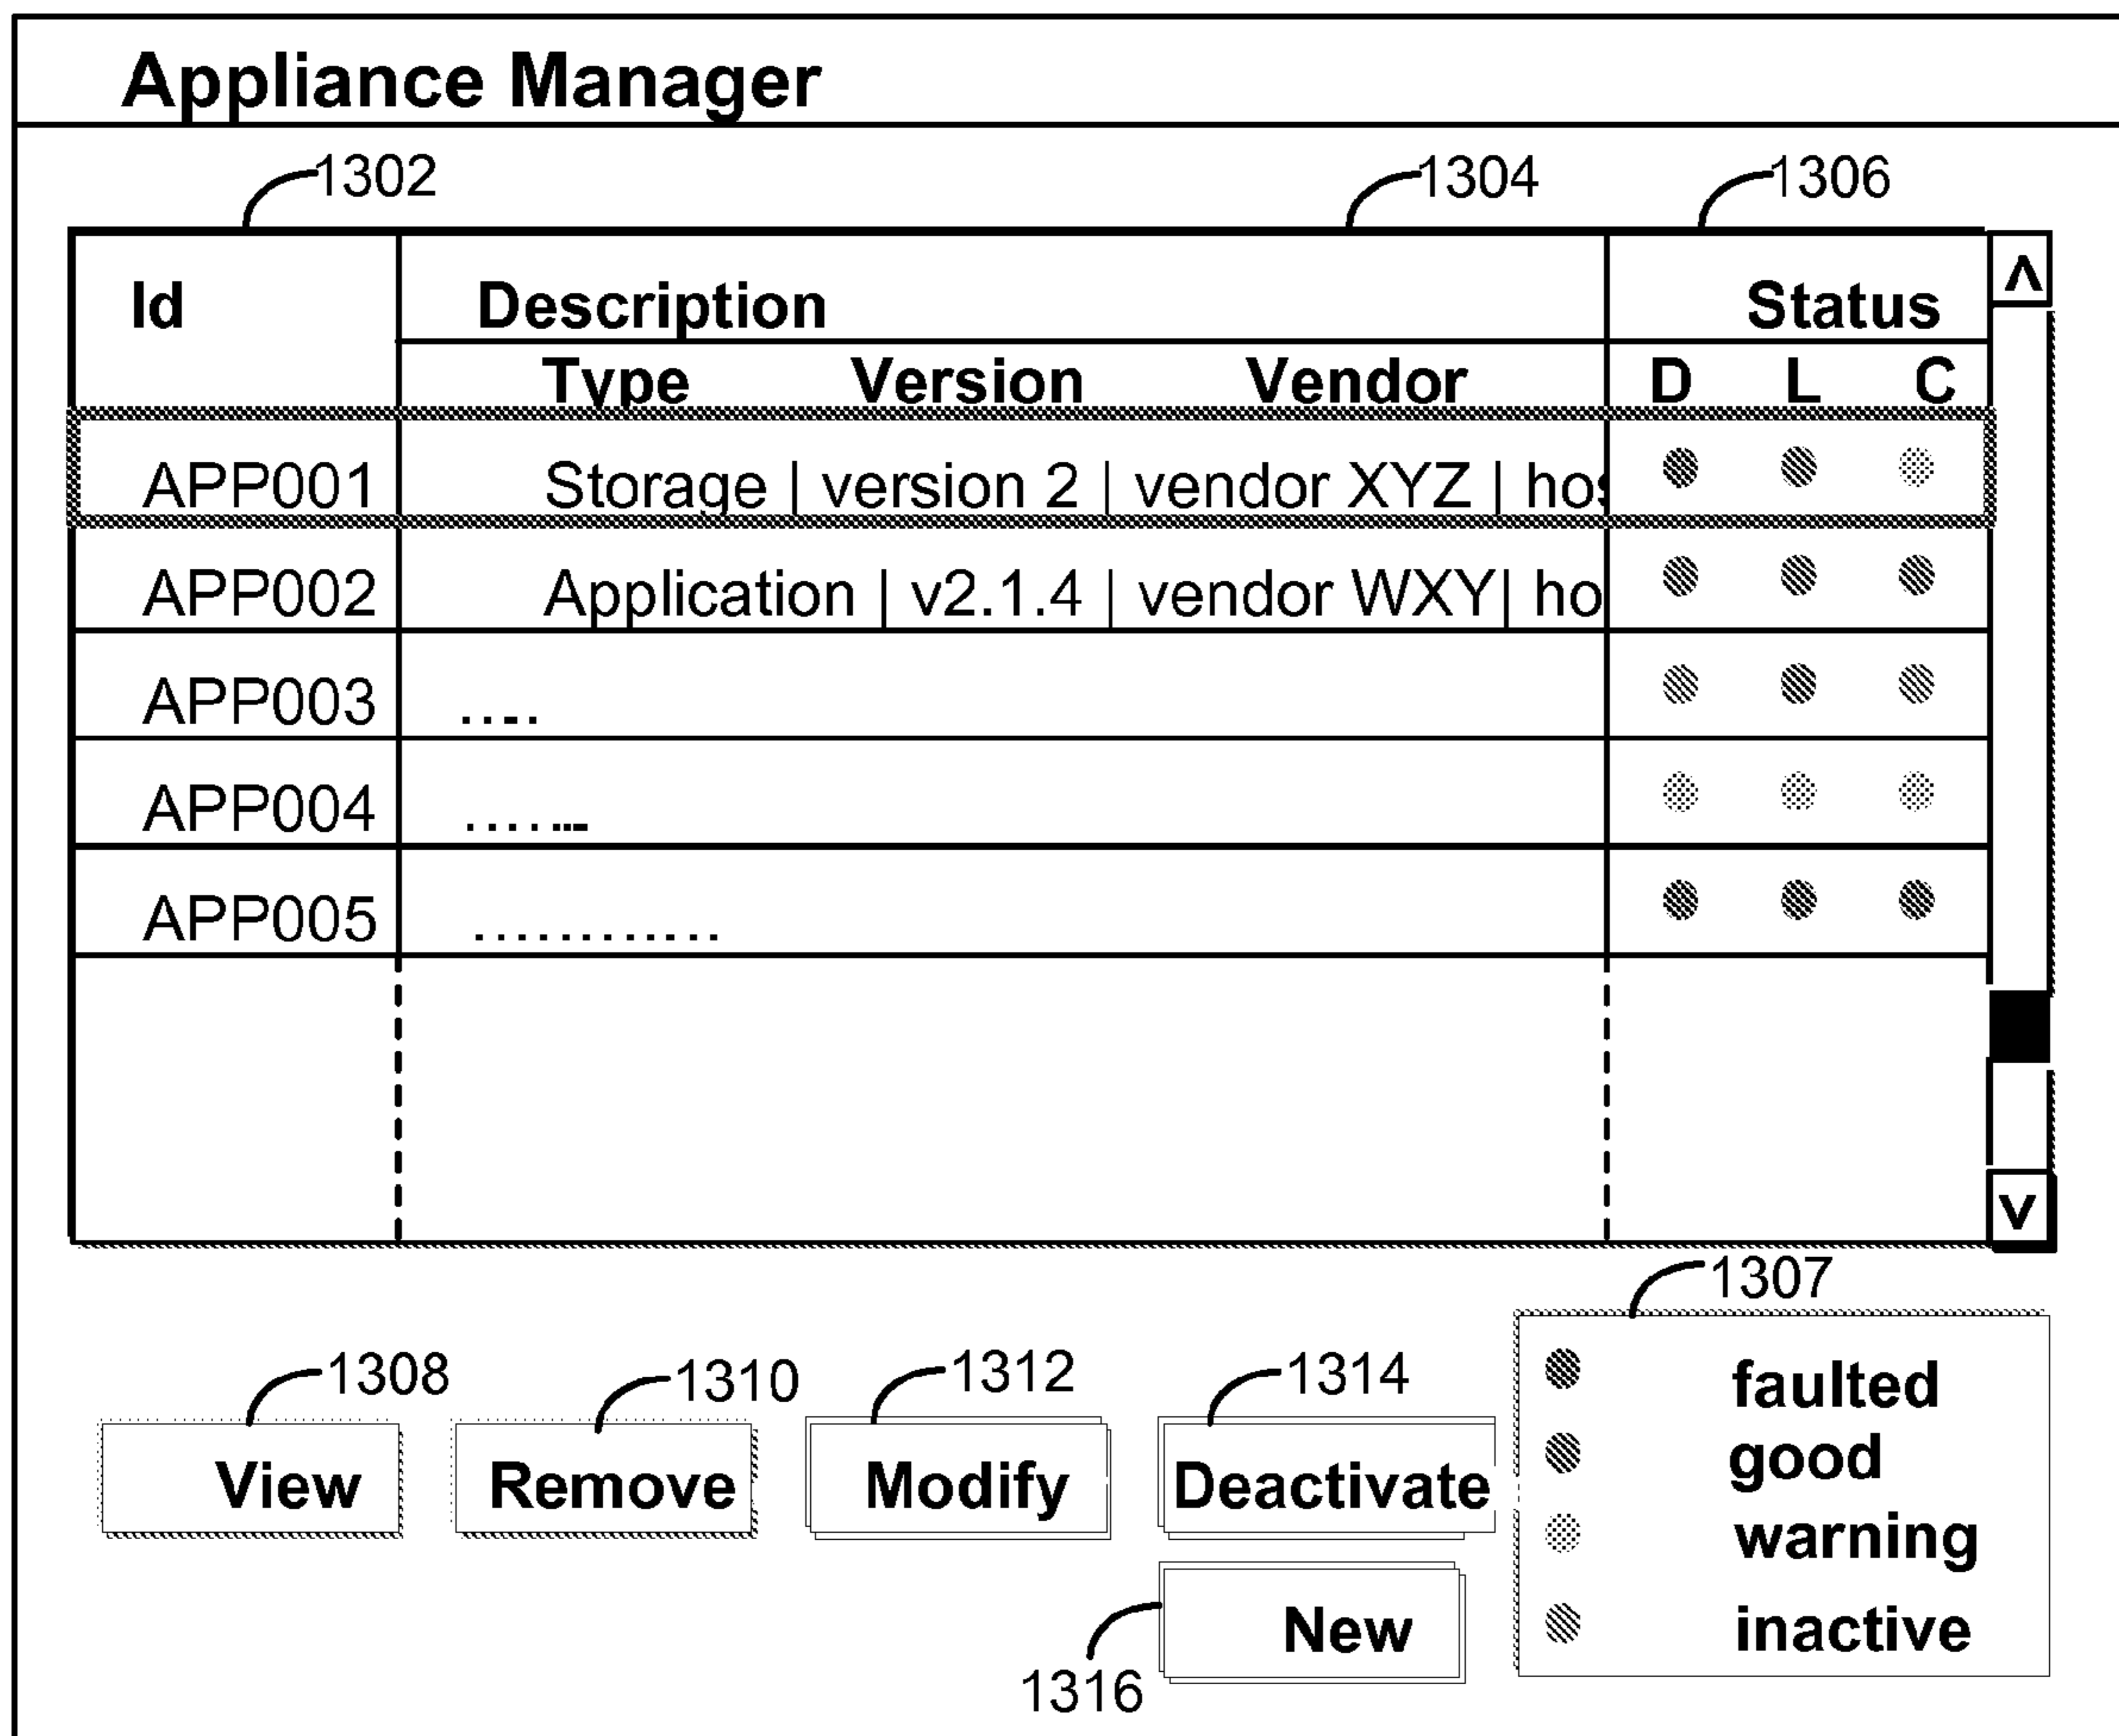 Appliance Manager
1302 1304 1306
Id Description Status
Type Version Vendor D L C
APP001 Storage | version 2 | vendor XYZ | hos
APP002 Application | v2.1.4 | vendor WXY| ho
APP003 .....
APP004 .......
APP005 ............
1307
1308 1310 1312 1314
faulted
View Remove Modify Deactivate good
warning
New inactive
1316